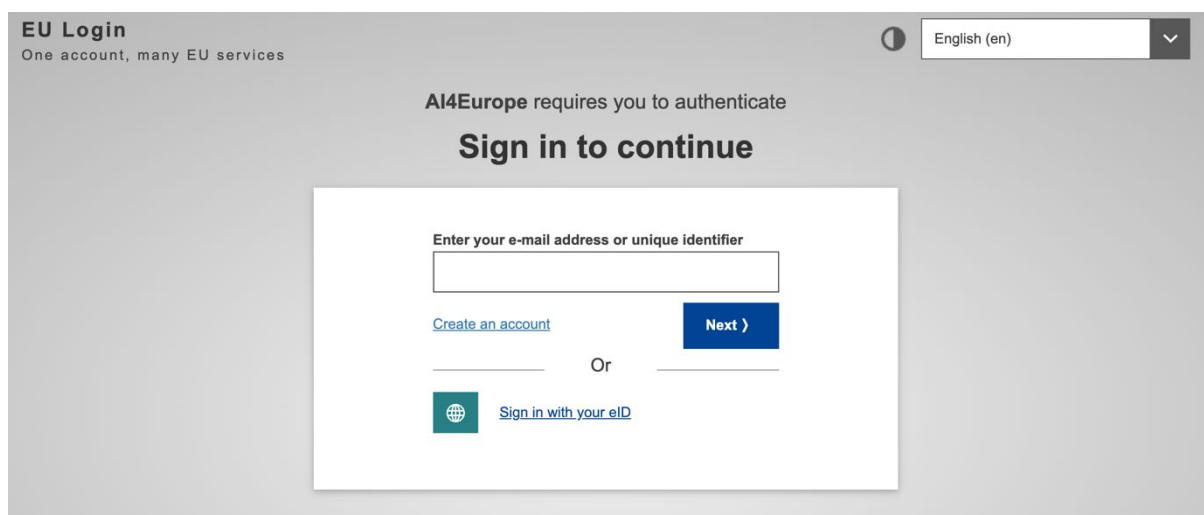 EU Login
One account, many EU services
English (en)
AI4Europe requires you to authenticate
Sign in to continue
Enter your e-mail address or unique identifier
Create an account
Next ⟩
Or
Sign in with your eID